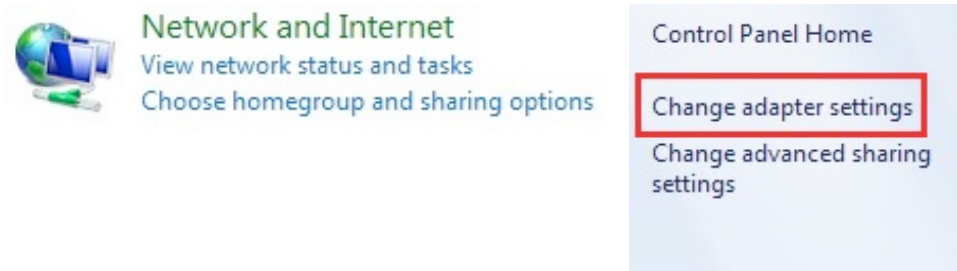 Network and Internet
View network status and tasks
Choose homegroup and sharing options
Control Panel Home
Change adapter settings
Change advanced sharing
settings